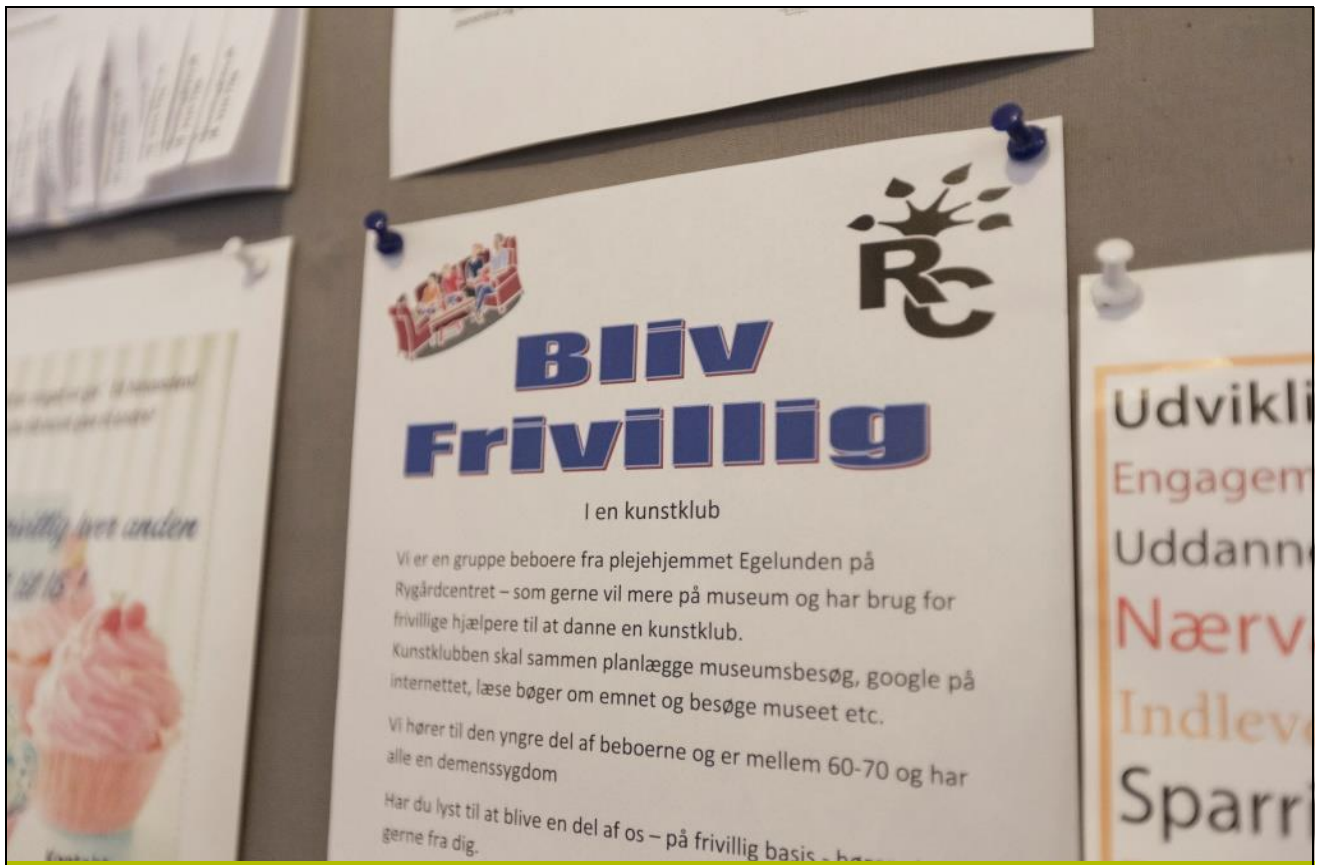 RC
Bliv
Frivillig
I en kunstklub
Vi er en gruppe beboere fra plejehjemmet Egelunden på
Rygårdcentret – som gerne vil mere på museum og har brug for
frivillige hjælpere til at danne en kunstklub.
Kunstklubben skal sammen planlægge museumsbesøg, google på
internettet, læse bøger om emnet og besøge museet etc.
Vi hører til den yngre del af beboerne og er mellem 60-70 og har
alle en demenssygdom
Har du lyst til at blive en del af os – på frivillig basis -
gerne fra dig.
anden
Udvikli
Engagem
Uddann
Nærv
Indlev
Sparri